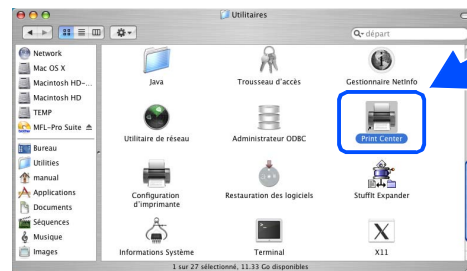 Utilitaires
départ
Network
Mac OS X
Macintosh HD-...
Macintosh HD
TEMP
MFL-Pro Suite
Bureau
Utilities
manual
Applications
Documents
Séquences
Musique
Images
Java
Trousseau d'accès
Gestionnaire NetInfo
Utilitaire de réseau
Administrateur ODBC
Print Center
Configuration
d'imprimante
Restauration des logiciels
StuffIt Expander
Informations Système
Terminal
X11
1 sur 27 sélectionné, 11.33 Go disponibles